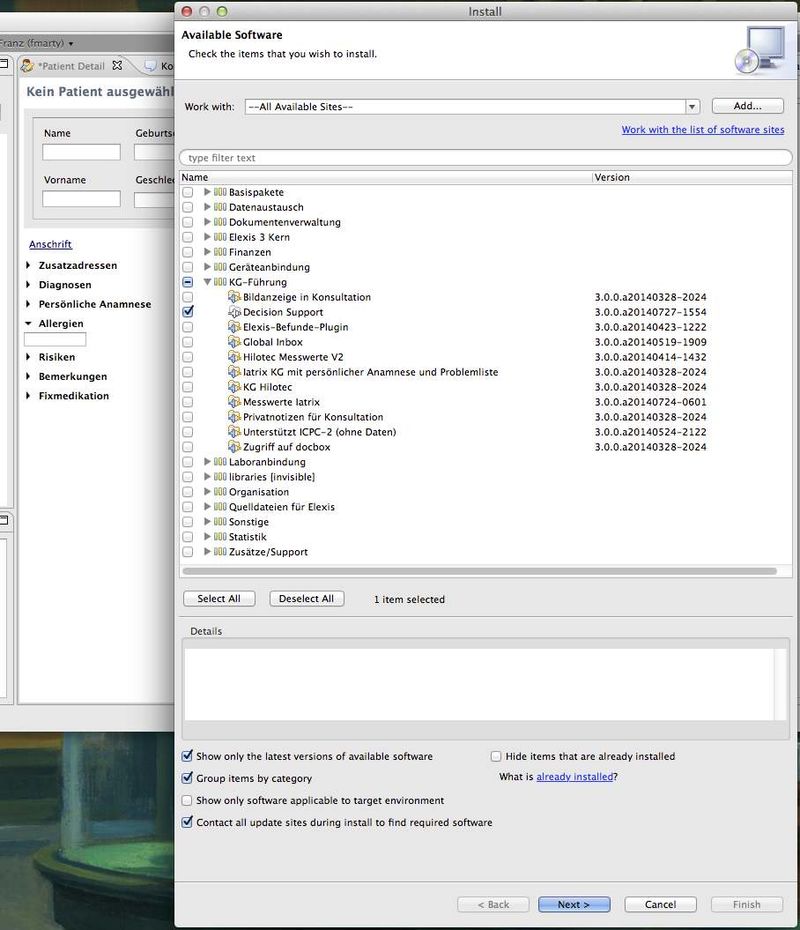 Install
Available Software
Check the items that you wish to install.
Franz (fmarty)
*Patient Detail
Kein Patient ausgewähl
Name
Vorname
Anschrift
Zusatzadressen
Diagnosen
Persönliche Anamnese
Allergien
Risiken
Bemerkungen
Fixmedikation
Work with: --All Available Sites-- Add...
Work with the list of software sites
type filter text
Name Version
Basispakete
Datenaustausch
Dokumentenverwaltung
Elexis 3 Kern
Finanzen
Geräteanbindung
KG-Führung
Bildanzeige in Konsultation 3.0.0.a20140328-2024
Decision Support 3.0.0.a20140727-1554
Elexis-Befunde-Plugin 3.0.0.a20140423-1222
Global Inbox 3.0.0.a20140519-1909
Hilotec Messwerte V2 3.0.0.a20140414-1432
Iatrix KG mit persönlicher Anamnese und Problemliste 3.0.0.a20140328-2024
KG Hilotec 3.0.0.a20140328-2024
Messwerte Iatrix 3.0.0.a20140724-0601
Privatnotizen für Konsultation 3.0.0.a20140328-2024
Unterstützt ICPC-2 (ohne Daten) 3.0.0.a20140524-2122
Zugriff auf docbox 3.0.0.a20140328-2024
Laboranbindung
libraries [invisible]
Organisation
Quelldateien für Elexis
Sonstige
Statistik
Zusätze/Support
Select All Deselect All 1 item selected
Details
Show only the latest versions of available software Hide items that are already installed
Group items by category What is already installed?
Show only software applicable to target environment
Contact all update sites during install to find required software
< Back Next > Cancel Finish